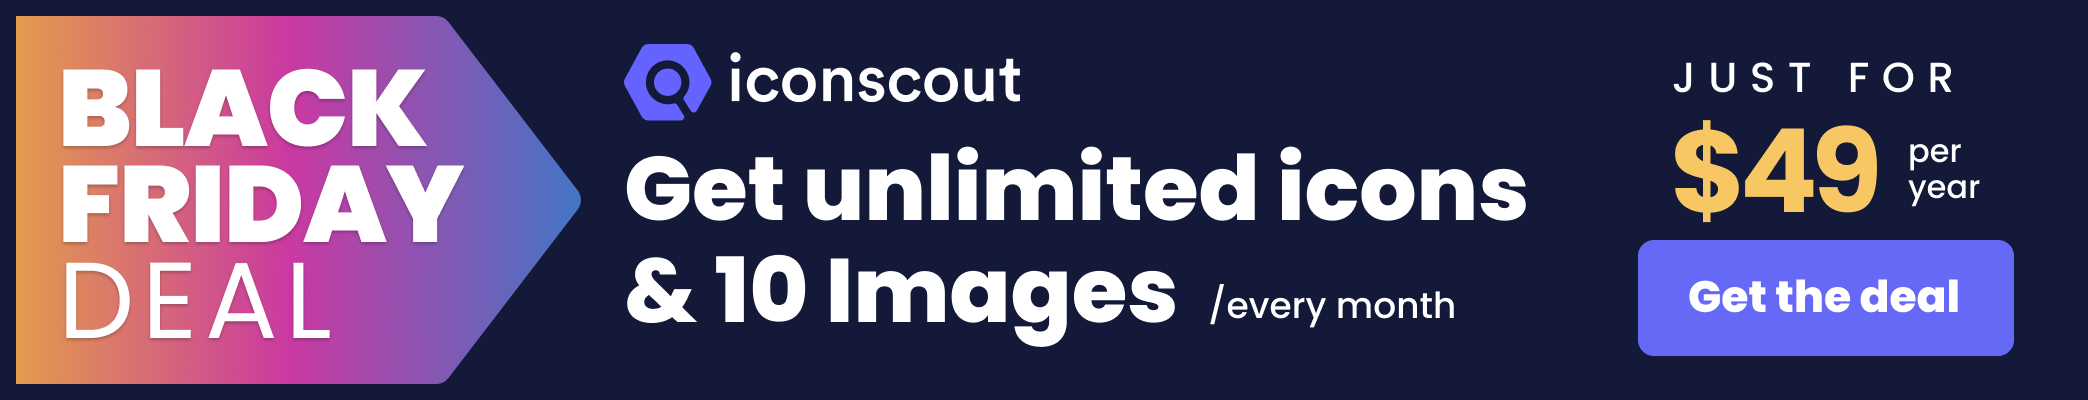 BLACK
FRIDAY
DEAL
iconscout
Get unlimited icons
& 10 Images /every month
JUST FOR
$49 per
year
Get the deal